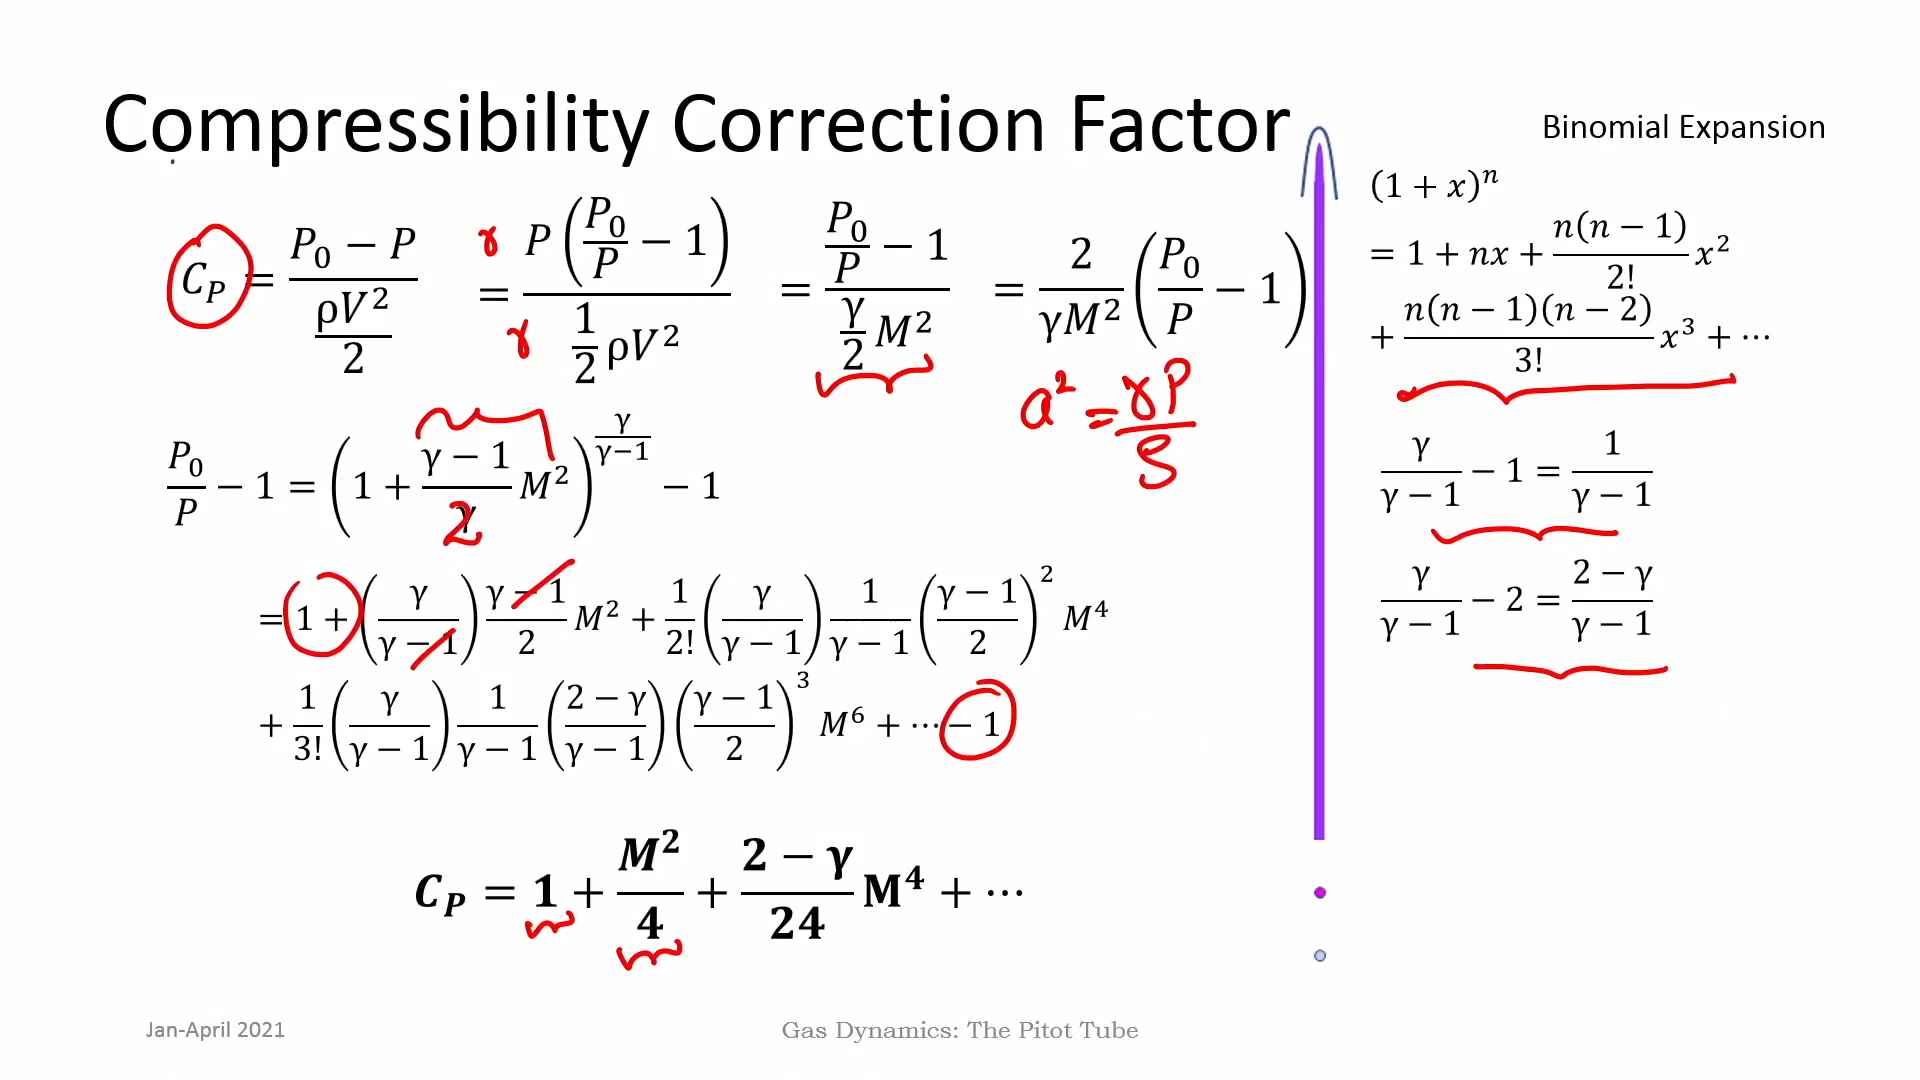 Compressibility Correction Factor
C_P = (P_0 − P) / (ρV² / 2) = γ P (P_0/P − 1) / (γ (1/2) ρV²) = (P_0/P − 1) / ((γ/2) M²) = (2 / γM²) (P_0/P − 1)
a² = γP / ρ
P_0/P − 1 = (1 + ((γ − 1)/2) M²)^(γ/(γ−1)) − 1
= 1 + (γ/(γ − 1)) ((γ − 1)/2) M² + (1/2!) (γ/(γ − 1)) (1/(γ − 1)) ((γ − 1)/2)² M⁴
+ (1/3!) (γ/(γ − 1)) (1/(γ − 1)) ((2 − γ)/(γ − 1)) ((γ − 1)/2)³ M⁶ + ⋯ − 1
C_P = 1 + M²/4 + ((2 − γ)/24) M⁴ + ⋯
Binomial Expansion
(1 + x)ⁿ
= 1 + nx + (n(n − 1)/2!) x²
+ (n(n − 1)(n − 2)/3!) x³ + ⋯
γ/(γ − 1) − 1 = 1/(γ − 1)
γ/(γ − 1) − 2 = (2 − γ)/(γ − 1)
Jan-April 2021
Gas Dynamics: The Pitot Tube